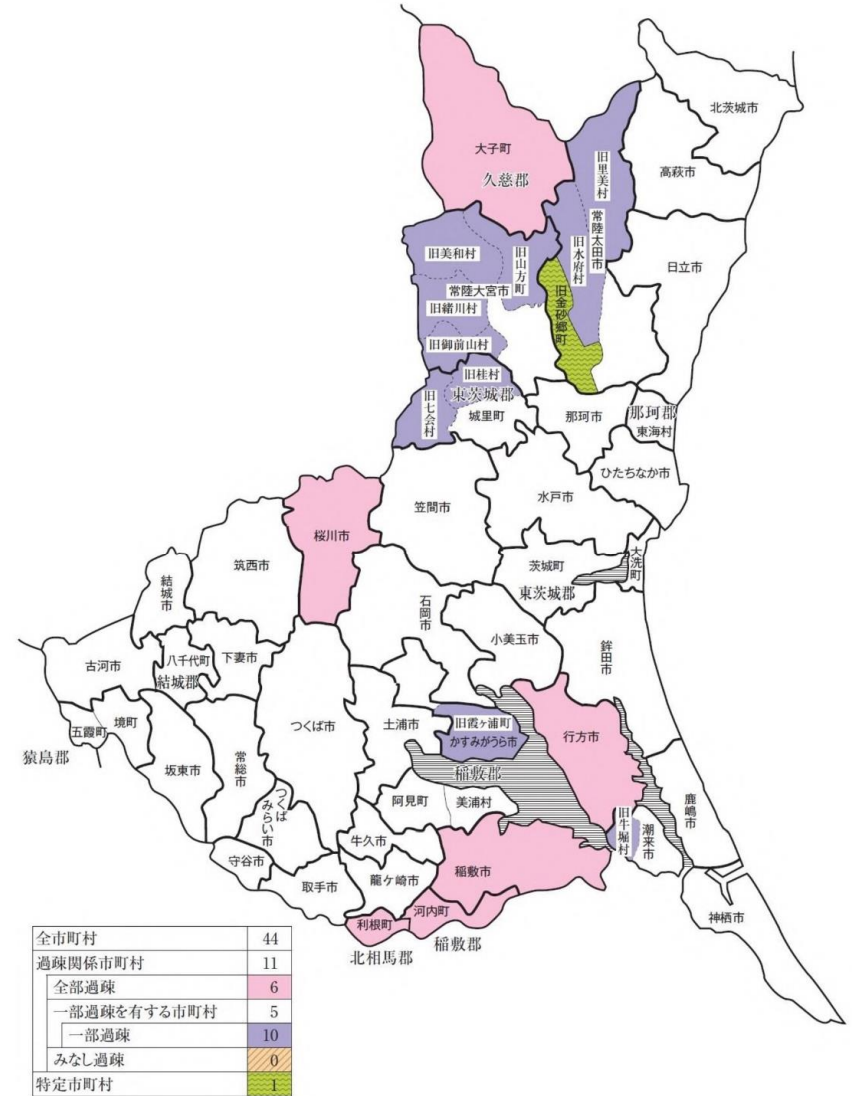 北茨城市
大子町
久慈郡
旧里美村
高萩市
常陸太田市
旧水府村
旧美和村
旧山方町
日立市
常陸大宮市
旧緒川村
旧金砂郷町
旧御前山村
旧桂村
東茨城郡
旧七会村
城里町
那珂市
那珂郡
東海村
ひたちなか市
笠間市
水戸市
桜川市
筑西市
茨城町
大洗町
東茨城郡
結城市
石岡市
小美玉市
鉾田市
古河市
八千代町
下妻市
結城郡
つくば市
土浦市
旧霞ヶ浦町
かすみがうら市
行方市
五霞町
境町
猿島郡
坂東市
常総市
稲敷郡
鹿嶋市
阿見町
美浦村
つくばみらい市
旧牛堀村
潮来市
牛久市
守谷市
取手市
龍ケ崎市
稲敷市
神栖市
利根町
河内町
稲敷郡
北相馬郡
全市町村 44
過疎関係市町村 11
全部過疎 6
一部過疎を有する市町村 5
一部過疎 10
みなし過疎 0
特定市町村 1